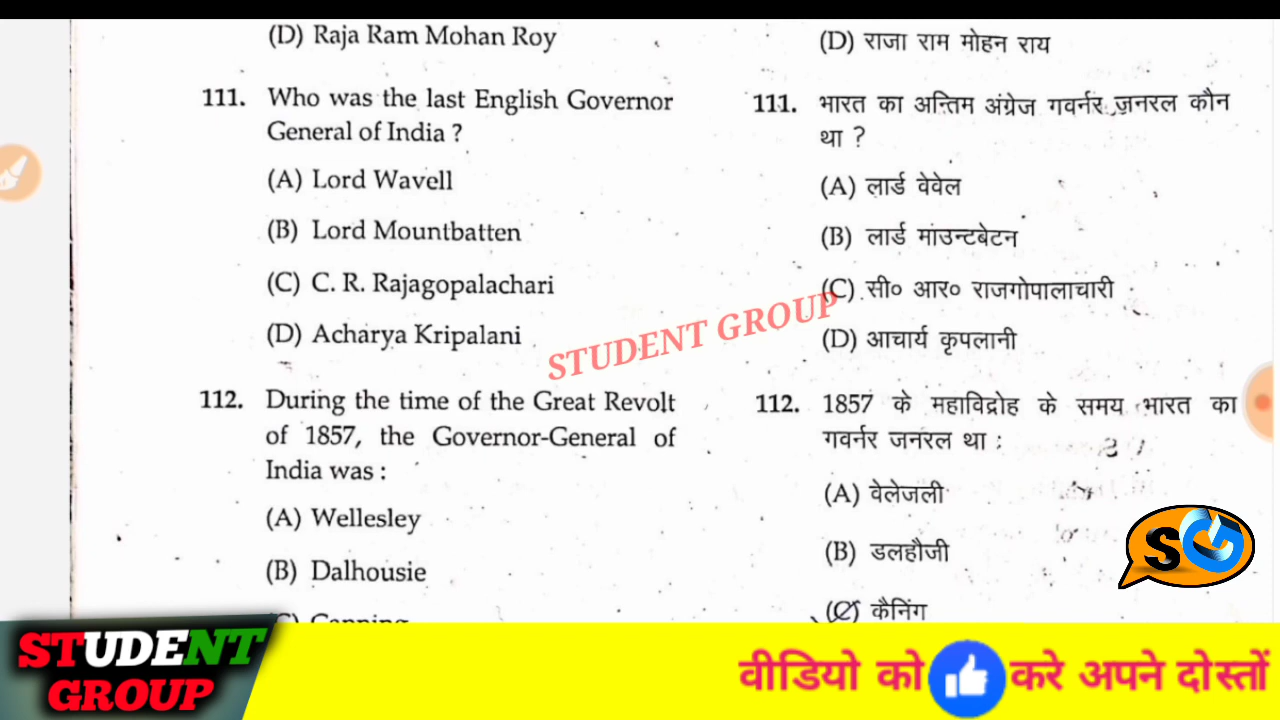 (D) Raja Ram Mohan Roy
111. Who was the last English Governor
General of India ?
(A) Lord Wavell
(B) Lord Mountbatten
(C) C. R. Rajagopalachari
(D) Acharya Kripalani
112. During the time of the Great Revolt
of 1857, the Governor-General of
India was :
(A) Wellesley
(B) Dalhousie
(C) Canning
(D) राजा राम मोहन राय
111. भारत का अन्तिम अंग्रेज गवर्नर जनरल कौन
था ?
(A) लार्ड वेवेल
(B) लार्ड मांउन्टबेटन
(C) सी० आर० राजगोपालाचारी
(D) आचार्य कृपलानी
112. 1857 के महाविद्रोह के समय भारत का
गवर्नर जनरल था :
(A) वेलेजली
(B) डलहौजी
(C) कैनिंग
STUDENT GROUP
SG
STUDENT
GROUP
वीडियो को करे अपने दोस्तों